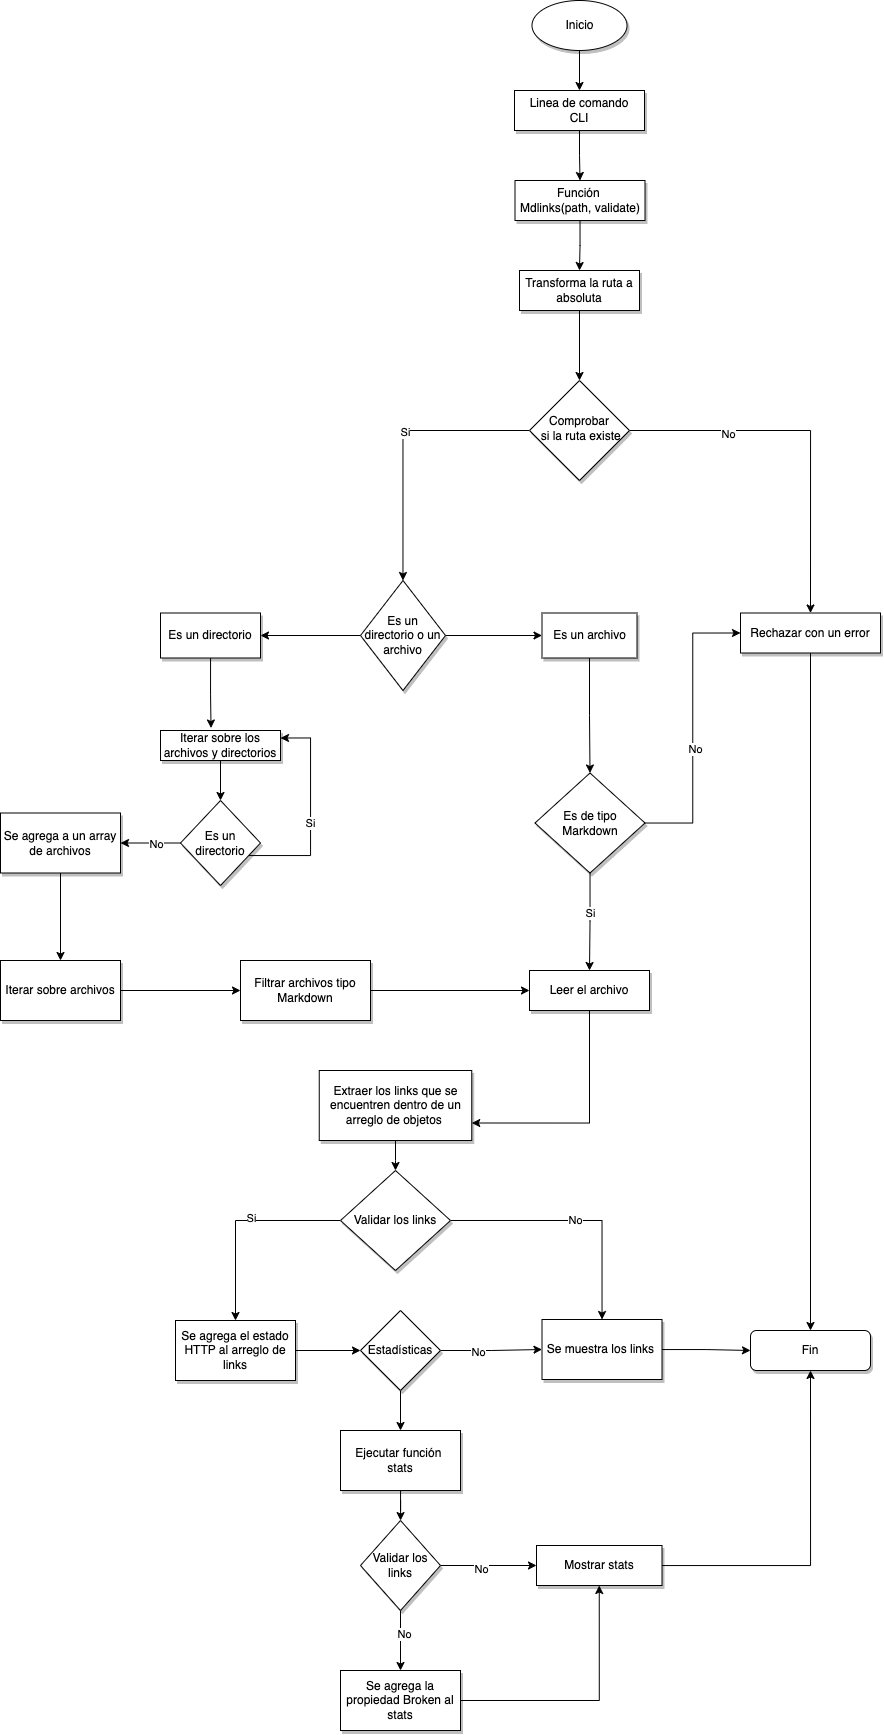 Inicio
Linea de comando
CLI
Función
Mdlinks(path, validate)
Transforma la ruta a
absoluta
Comprobar
si la ruta existe
Si
No
Es un directorio
Es un
directorio o un
archivo
Es un archivo
Rechazar con un error
Iterar sobre los
archivos y directorios
No
Si
Es de tipo
Markdown
Se agrega a un array
de archivos
No
Es un
directorio
Si
Iterar sobre archivos
Filtrar archivos tipo
Markdown
Leer el archivo
Extraer los links que se
encuentren dentro de un
arreglo de objetos
Si
Validar los links
No
Se agrega el estado
HTTP al arreglo de
links
Estadísticas
No
Se muestra los links
Fin
Ejecutar función
stats
Validar los
links
No
Mostrar stats
No
Se agrega la
propiedad Broken al
stats